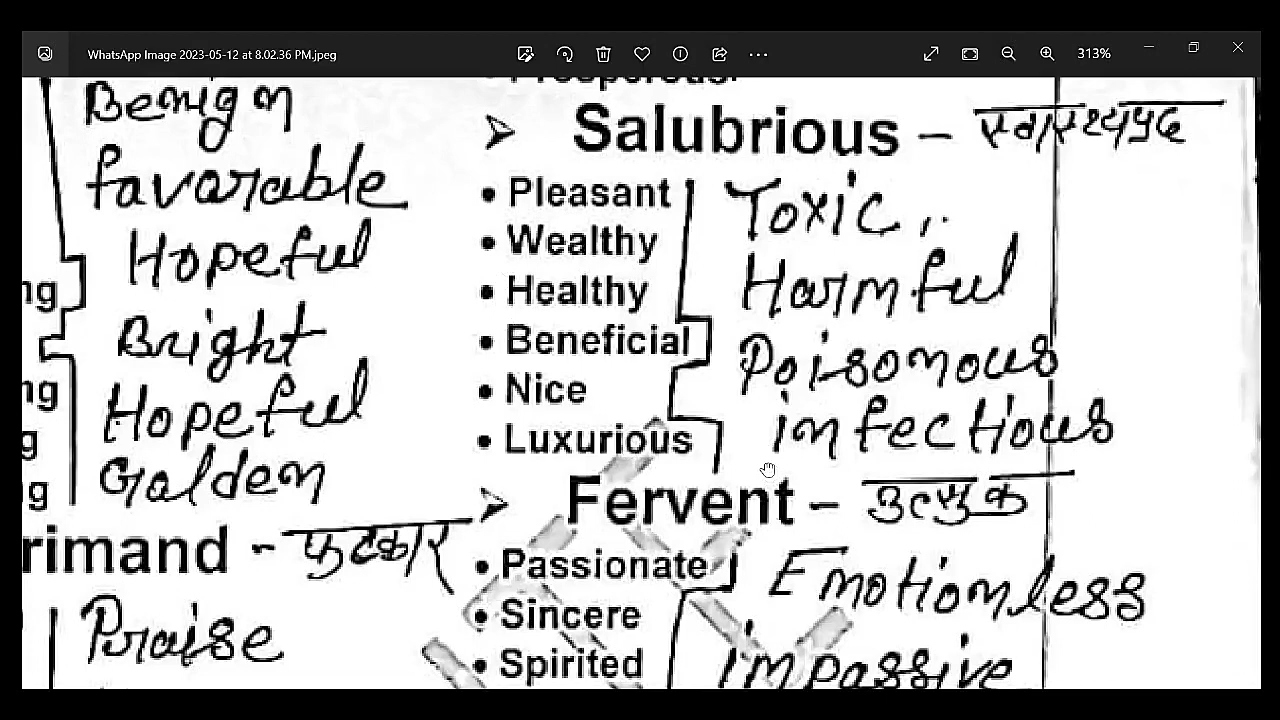 WhatsApp Image 2023-05-12 at 8.02.36 PM.jpeg
313%
Benign
favorable
Hopeful
Bright
Hopeful
Golden
ng
ng
g
ng
rimand - फटकार
Praise
Prosperous.
➢ Salubrious – स्वास्थ्यप्रद
• Pleasant
• Wealthy
• Healthy
• Beneficial
• Nice
• Luxurious
Toxic,
Harmful
Poisonous
infectious
➢ Fervent – उत्सुक
• Passionate
• Sincere
• Spirited
Emotionless
impassive